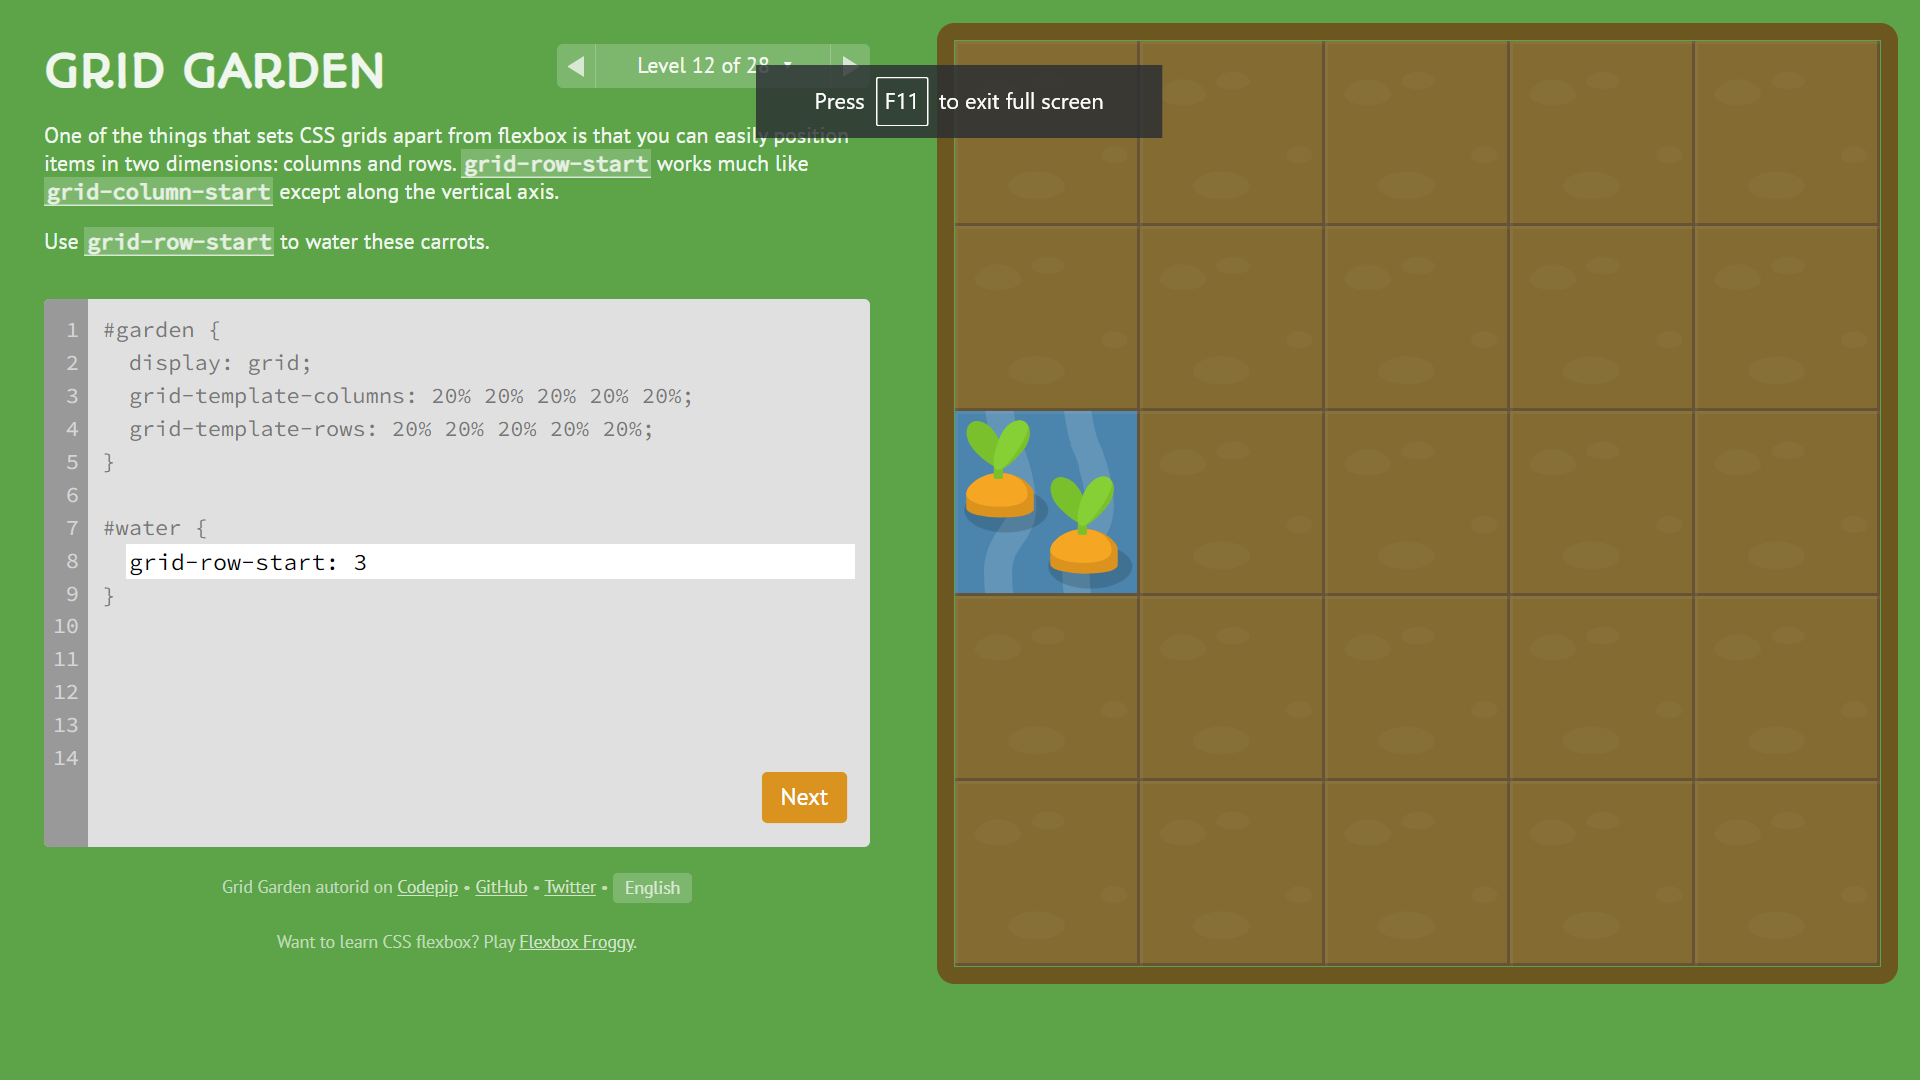 GRID GARDEN
Level 12 of 28
Press F11 to exit full screen
One of the things that sets CSS grids apart from flexbox is that you can easily position
items in two dimensions: columns and rows. grid-row-start works much like
grid-column-start except along the vertical axis.
Use grid-row-start to water these carrots.
1 #garden {
2 display: grid;
3 grid-template-columns: 20% 20% 20% 20% 20%;
4 grid-template-rows: 20% 20% 20% 20% 20%;
5 }
6
7 #water {
8 grid-row-start: 3
9 }
10
11
12
13
14
Next
Grid Garden autorid on Codepip • GitHub • Twitter • English
Want to learn CSS flexbox? Play Flexbox Froggy.